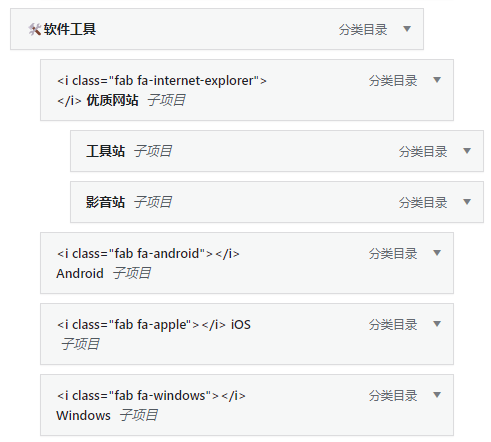 🛠软件工具 分类目录
<i class="fab fa-internet-explorer"> 分类目录
</i> 优质网站 子项目
工具站 子项目 分类目录
影音站 子项目 分类目录
<i class="fab fa-android"></i> 分类目录
Android 子项目
<i class="fab fa-apple"></i> iOS 分类目录
子项目
<i class="fab fa-windows"></i> 分类目录
Windows 子项目